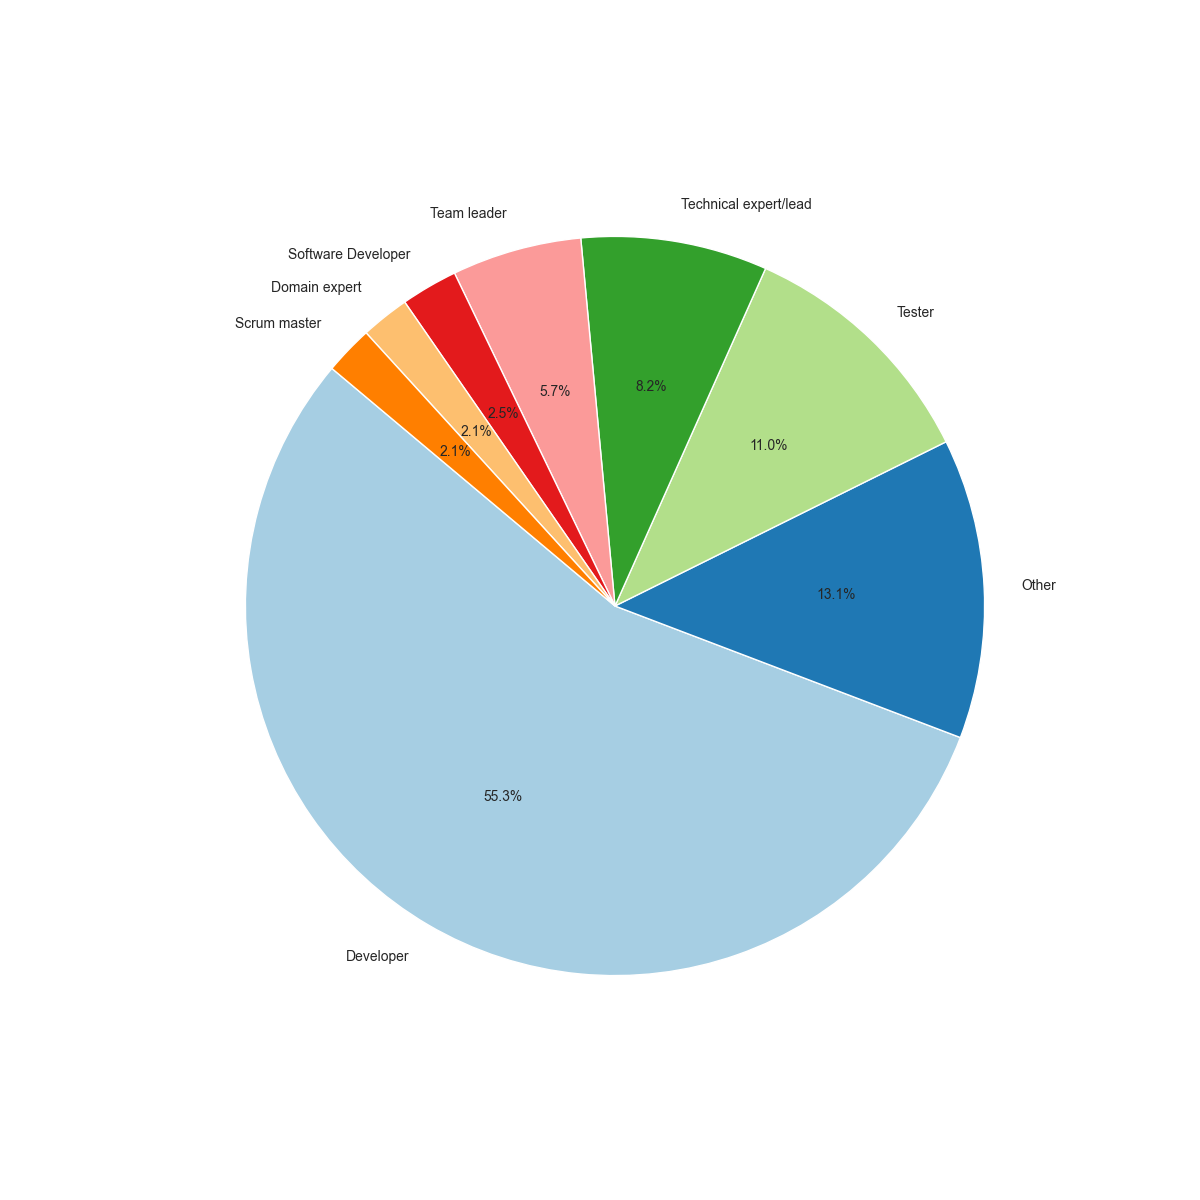 Technical expert/lead
Team leader
Software Developer
Domain expert
Scrum master
Tester
5.7%
8.2%
2.5%
2.1%
2.1%
11.0%
Other
13.1%
55.3%
Developer